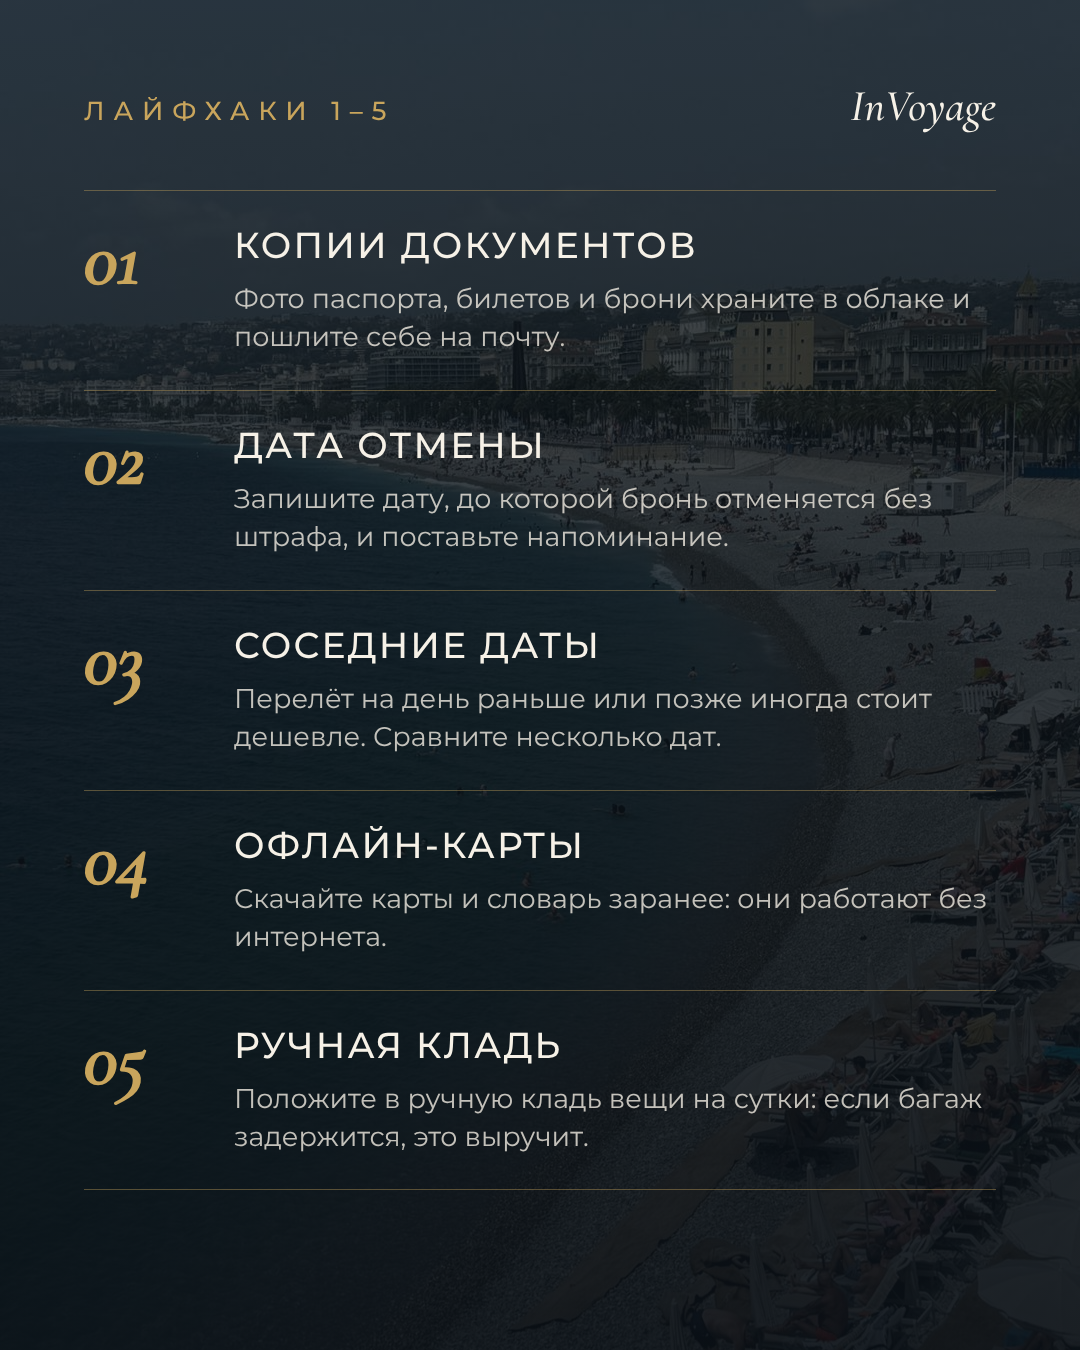 ЛАЙФХАКИ 1–5
InVoyage
01
КОПИИ ДОКУМЕНТОВ
Фото паспорта, билетов и брони храните в облаке и
пошлите себе на почту.
02
ДАТА ОТМЕНЫ
Запишите дату, до которой бронь отменяется без
штрафа, и поставьте напоминание.
03
СОСЕДНИЕ ДАТЫ
Перелёт на день раньше или позже иногда стоит
дешевле. Сравните несколько дат.
04
ОФЛАЙН-КАРТЫ
Скачайте карты и словарь заранее: они работают без
интернета.
05
РУЧНАЯ КЛАДЬ
Положите в ручную кладь вещи на сутки: если багаж
задержится, это выручит.